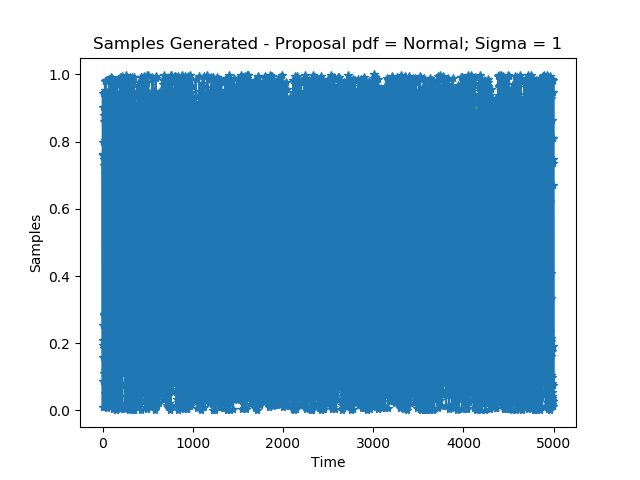 Samples Generated - Proposal pdf = Normal; Sigma = 1
1.0
0.8
0.6
0.4
0.2
0.0
Samples
0 1000 2000 3000 4000 5000
Time